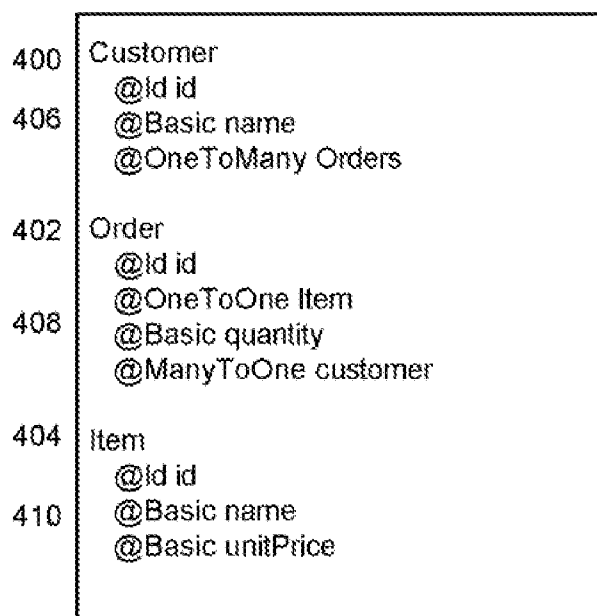 400 Customer
@Id id
406 @Basic name
@OneToMany Orders
402 Order
@Id id
@OneToOne Item
408 @Basic quantity
@ManyToOne customer
404 Item
@Id id
410 @Basic name
@Basic unitPrice